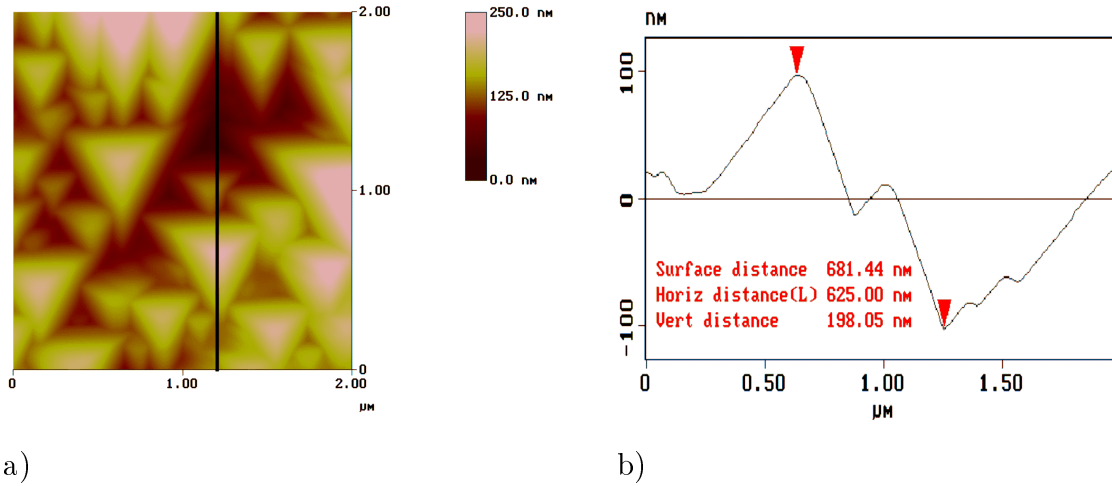 2.00
1.00
0
0
1.00
2.00
µM
250.0 nM
125.0 nM
0.0 nM
nM
100
0
-100
Surface distance 681.44 nM
Horiz distance(L) 625.00 nM
Vert distance 198.05 nM
0
0.50
1.00
1.50
µM
a)
b)